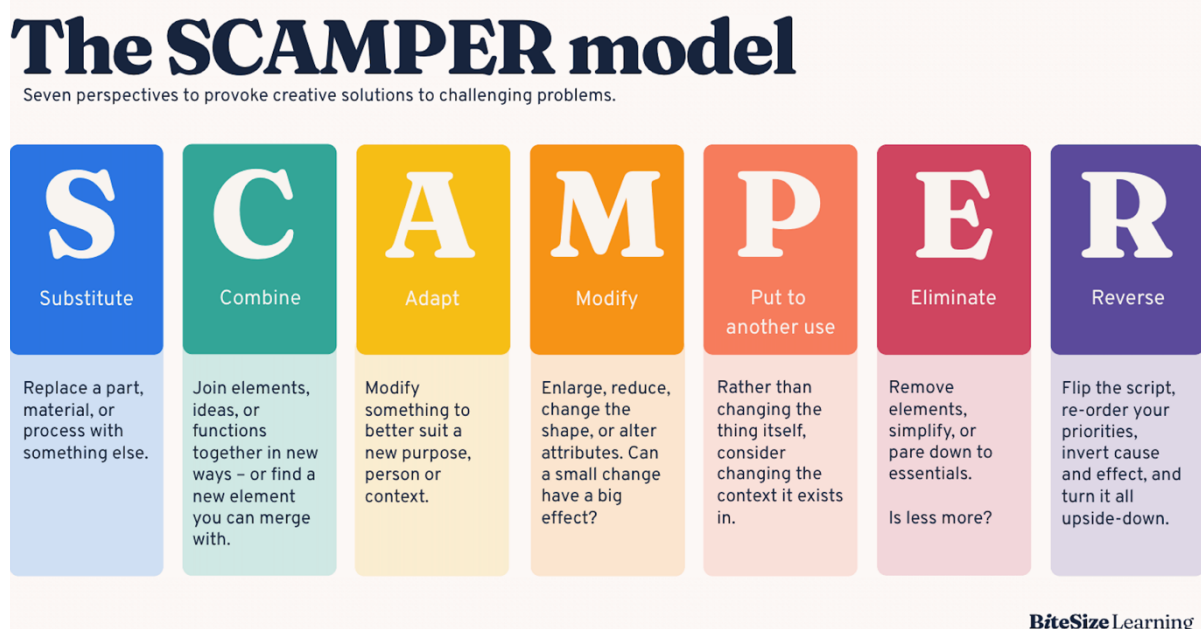 The SCAMPER model
Seven perspectives to provoke creative solutions to challenging problems.
S
Substitute
Replace a part,
material, or
process with
something else.
C
Combine
Join elements,
ideas, or
functions
together in new
ways – or find a
new element
you can merge
with.
A
Adapt
Modify
something to
better suit a
new purpose,
person or
context.
M
Modify
Enlarge, reduce,
change the
shape, or alter
attributes. Can
a small change
have a big
effect?
P
Put to
another use
Rather than
changing the
thing itself,
consider
changing the
context it exists
in.
E
Eliminate
Remove
elements,
simplify, or
pare down to
essentials.
Is less more?
R
Reverse
Flip the script,
re-order your
priorities,
invert cause
and effect, and
turn it all
upside-down.
BiteSize Learning